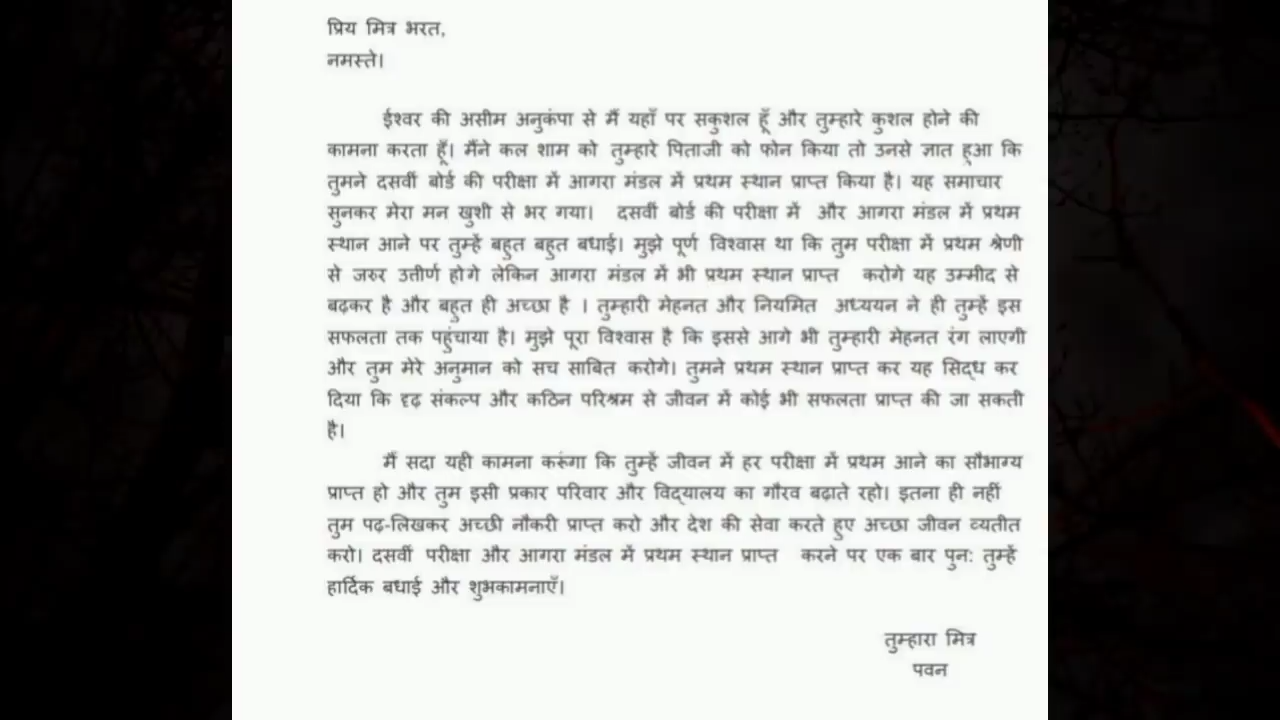 प्रिय मित्र भरत,
नमस्ते।
ईश्वर की असीम अनुकंपा से मैं यहाँ पर सकुशल हूँ और तुम्हारे कुशल होने की
कामना करता हूँ। मैंने कल शाम को तुम्हारे पिताजी को फोन किया तो उनसे ज्ञात हुआ कि
तुमने दसवीं बोर्ड की परीक्षा में आगरा मंडल में प्रथम स्थान प्राप्त किया है। यह समाचार
सुनकर मेरा मन खुशी से भर गया। दसवीं बोर्ड की परीक्षा में और आगरा मंडल में प्रथम
स्थान आने पर तुम्हें बहुत बहुत बधाई। मुझे पूर्ण विश्वास था कि तुम परीक्षा में प्रथम श्रेणी
से जरुर उत्तीर्ण होगे लेकिन आगरा मंडल में भी प्रथम स्थान प्राप्त करोगे यह उम्मीद से
बढ़कर है और बहुत ही अच्छा है । तुम्हारी मेहनत और नियमित अध्ययन ने ही तुम्हें इस
सफलता तक पहुंचाया है। मुझे पूरा विश्वास है कि इससे आगे भी तुम्हारी मेहनत रंग लाएगी
और तुम मेरे अनुमान को सच साबित करोगे। तुमने प्रथम स्थान प्राप्त कर यह सिद्ध कर
दिया कि दृढ़ संकल्प और कठिन परिश्रम से जीवन में कोई भी सफलता प्राप्त की जा सकती
है।
मैं सदा यही कामना करूंगा कि तुम्हें जीवन में हर परीक्षा में प्रथम आने का सौभाग्य
प्राप्त हो और तुम इसी प्रकार परिवार और विद्यालय का गौरव बढ़ाते रहो। इतना ही नहीं
तुम पढ़-लिखकर अच्छी नौकरी प्राप्त करो और देश की सेवा करते हुए अच्छा जीवन व्यतीत
करो। दसवीं परीक्षा और आगरा मंडल में प्रथम स्थान प्राप्त करने पर एक बार पुन: तुम्हें
हार्दिक बधाई और शुभकामनाएँ।
तुम्हारा मित्र
पवन